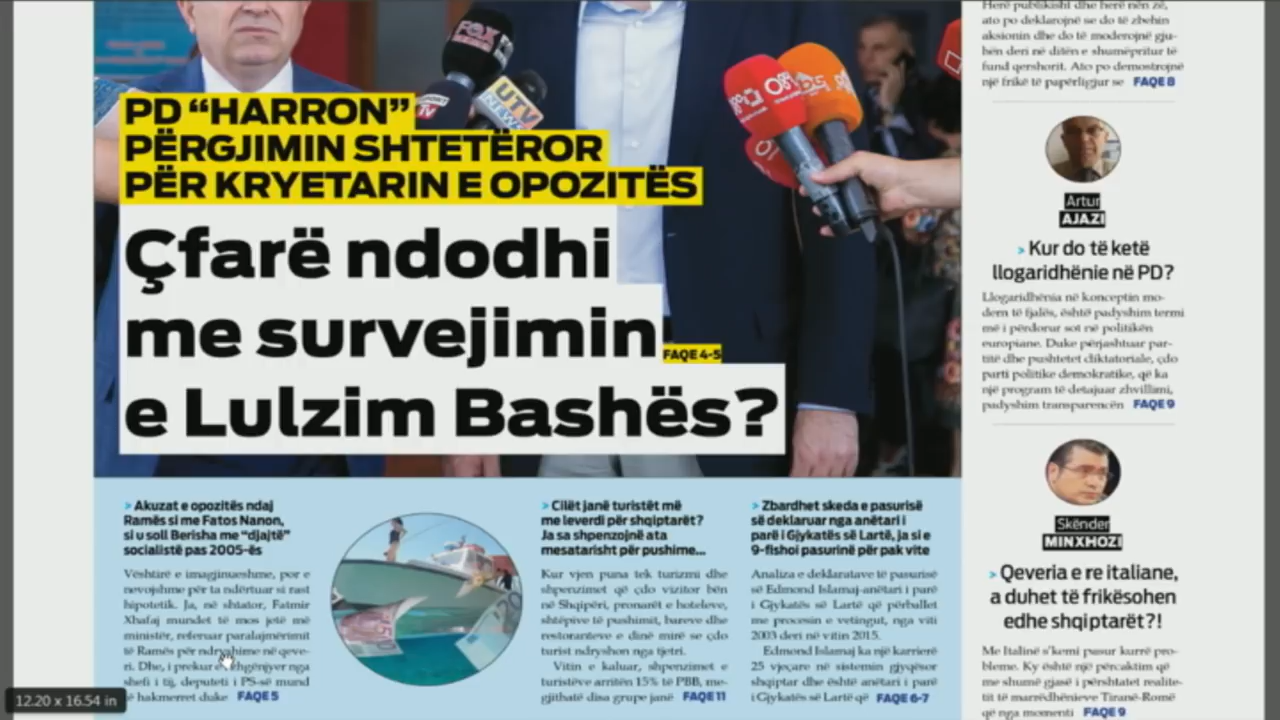 FOX
UTV
NEWS
PD “HARRON”
PËRGJIMIN SHTETËROR
PËR KRYETARIN E OPOZITËS
Çfarë ndodhi
me survejimin
FAQE 4-5
e Lulzim Bashës?
> Akuzat e opozitës ndaj
Ramës si me Fatos Nanon,
si u soll Berisha me “djajtë”
socialistë pas 2005-ës
Vështirë e imagjinueshme, por e
nevojshme për ta ndërtuar si rast
hipotetik. Ja, në shtator, Fatmir
Xhafaj mundet të mos jetë më
ministër, referuar paralajmërimit
të Ramës për ndryshime në qeve-
ri. Dhe, i prekur e zhgënjyer nga
shefi i tij, deputeti i PS-së mund
të hakmerret duke FAQE 5
> Cilët janë turistët më
me leverdi për shqiptarët?
Ja sa shpenzojnë ata
mesatarisht për pushime...
Kur vjen puna tek turizmi dhe
shpenzimet që çdo vizitor bën
në Shqipëri, pronarët e hoteleve,
shtëpive të pushimit, bareve dhe
restoranteve e dinë mirë se çdo
turist ndryshon nga tjetri.
Vitin e kaluar, shpenzimet e
turistëve arritën 15% të PBB, me-
gjithatë disa grupe janë FAQE 11
> Zbardhet skeda e pasurisë
së deklaruar nga anëtari i
parë i Gjykatës së Lartë, ja si e
9-fishoi pasurinë për pak vite
Analiza e deklaratave të pasurisë
së Edmond Islamaj-anëtari i parë
i Gjykatës së Lartë që përballet
me procesin e vetingut, nga viti
2003 deri në vitin 2015.
Edmond Islamaj ka një karrierë
25 vjeçare në sistemin gjyqësor
shqiptar dhe është anëtari i parë
i Gjykatës së Lartë që FAQE 6-7
Herë publikisht dhe herë nën zë,
ato po deklarojnë se do të zbehin
aksionin dhe do të moderojnë gju-
hën deri në ditën e shumëpritur të
fund qershorit. Ato po demostrojnë
një frikë të papërligjur se FAQE 8
Artur
AJAZI
> Kur do të ketë
llogaridhënie në PD?
Llogaridhënia në konceptin mo-
dern të fjalës, është padyshim termi
më i përdorur sot në politikën
europiane. Duke përjashtuar par-
titë dhe pushtetet diktatoriale, çdo
parti politike demokratike, që ka
një program të detajuar zhvillimi,
padyshim transparencën FAQE 9
Skënder
MINXHOZI
> Qeveria e re italiane,
a duhet të frikësohen
edhe shqiptarët?!
Me Italinë s’kemi pasur kurrë pro-
bleme. Ky është një përcaktim që
me shumë gjasë i përshtatet realite-
tit të marrëdhënieve Tiranë-Romë
që nga momenti FAQE 9
12.20 x 16.54 in